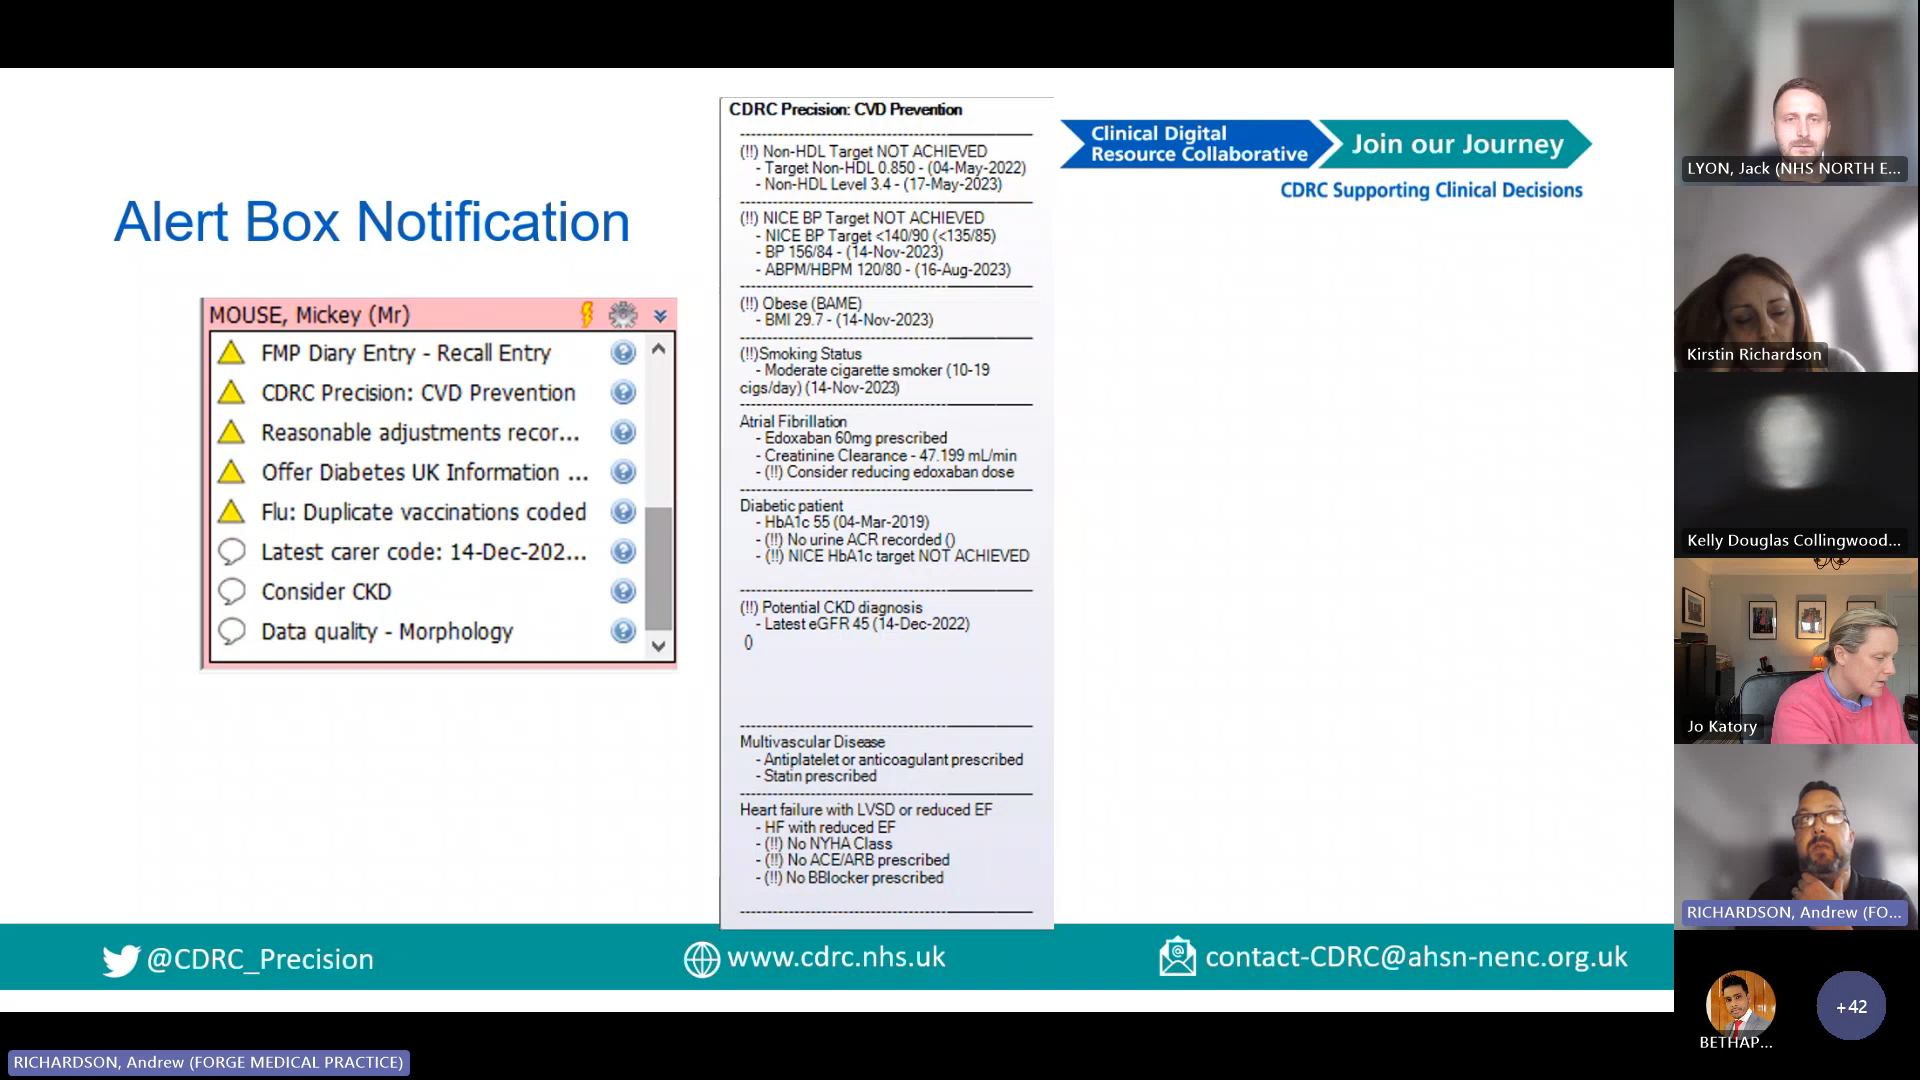 Alert Box Notification
MOUSE, Mickey (Mr)
FMP Diary Entry - Recall Entry
CDRC Precision: CVD Prevention
Reasonable adjustments recor...
Offer Diabetes UK Information ...
Flu: Duplicate vaccinations coded
Latest carer code: 14-Dec-202...
Consider CKD
Data quality - Morphology
CDRC Precision: CVD Prevention
(!!) Non-HDL Target NOT ACHIEVED
- Target Non-HDL 0.850 - (04-May-2022)
- Non-HDL Level 3.4 - (17-May-2023)
(!!) NICE BP Target NOT ACHIEVED
- NICE BP Target <140/90 (<135/85)
- BP 156/84 - (14-Nov-2023)
- ABPM/HBPM 120/80 - (16-Aug-2023)
(!!) Obese (BAME)
- BMI 29.7 - (14-Nov-2023)
(!!)Smoking Status
- Moderate cigarette smoker (10-19
cigs/day) (14-Nov-2023)
Atrial Fibrillation
- Edoxaban 60mg prescribed
- Creatinine Clearance - 47.199 mL/min
- (!!) Consider reducing edoxaban dose
Diabetic patient
- HbA1c 55 (04-Mar-2019)
- (!!) No urine ACR recorded ()
- (!!) NICE HbA1c target NOT ACHIEVED
(!!) Potential CKD diagnosis
- Latest eGFR 45 (14-Dec-2022)
()
Multivascular Disease
- Antiplatelet or anticoagulant prescribed
- Statin prescribed
Heart failure with LVSD or reduced EF
- HF with reduced EF
- (!!) No NYHA Class
- (!!) No ACE/ARB prescribed
- (!!) No BBlocker prescribed
Clinical Digital
Resource Collaborative
Join our Journey
CDRC Supporting Clinical Decisions
@CDRC_Precision
www.cdrc.nhs.uk
contact-CDRC@ahsn-nenc.org.uk
LYON, Jack (NHS NORTH E...
Kirstin Richardson
Kelly Douglas Collingwood...
Jo Katory
RICHARDSON, Andrew (FO...
BETHAP...
+42
RICHARDSON, Andrew (FORGE MEDICAL PRACTICE)